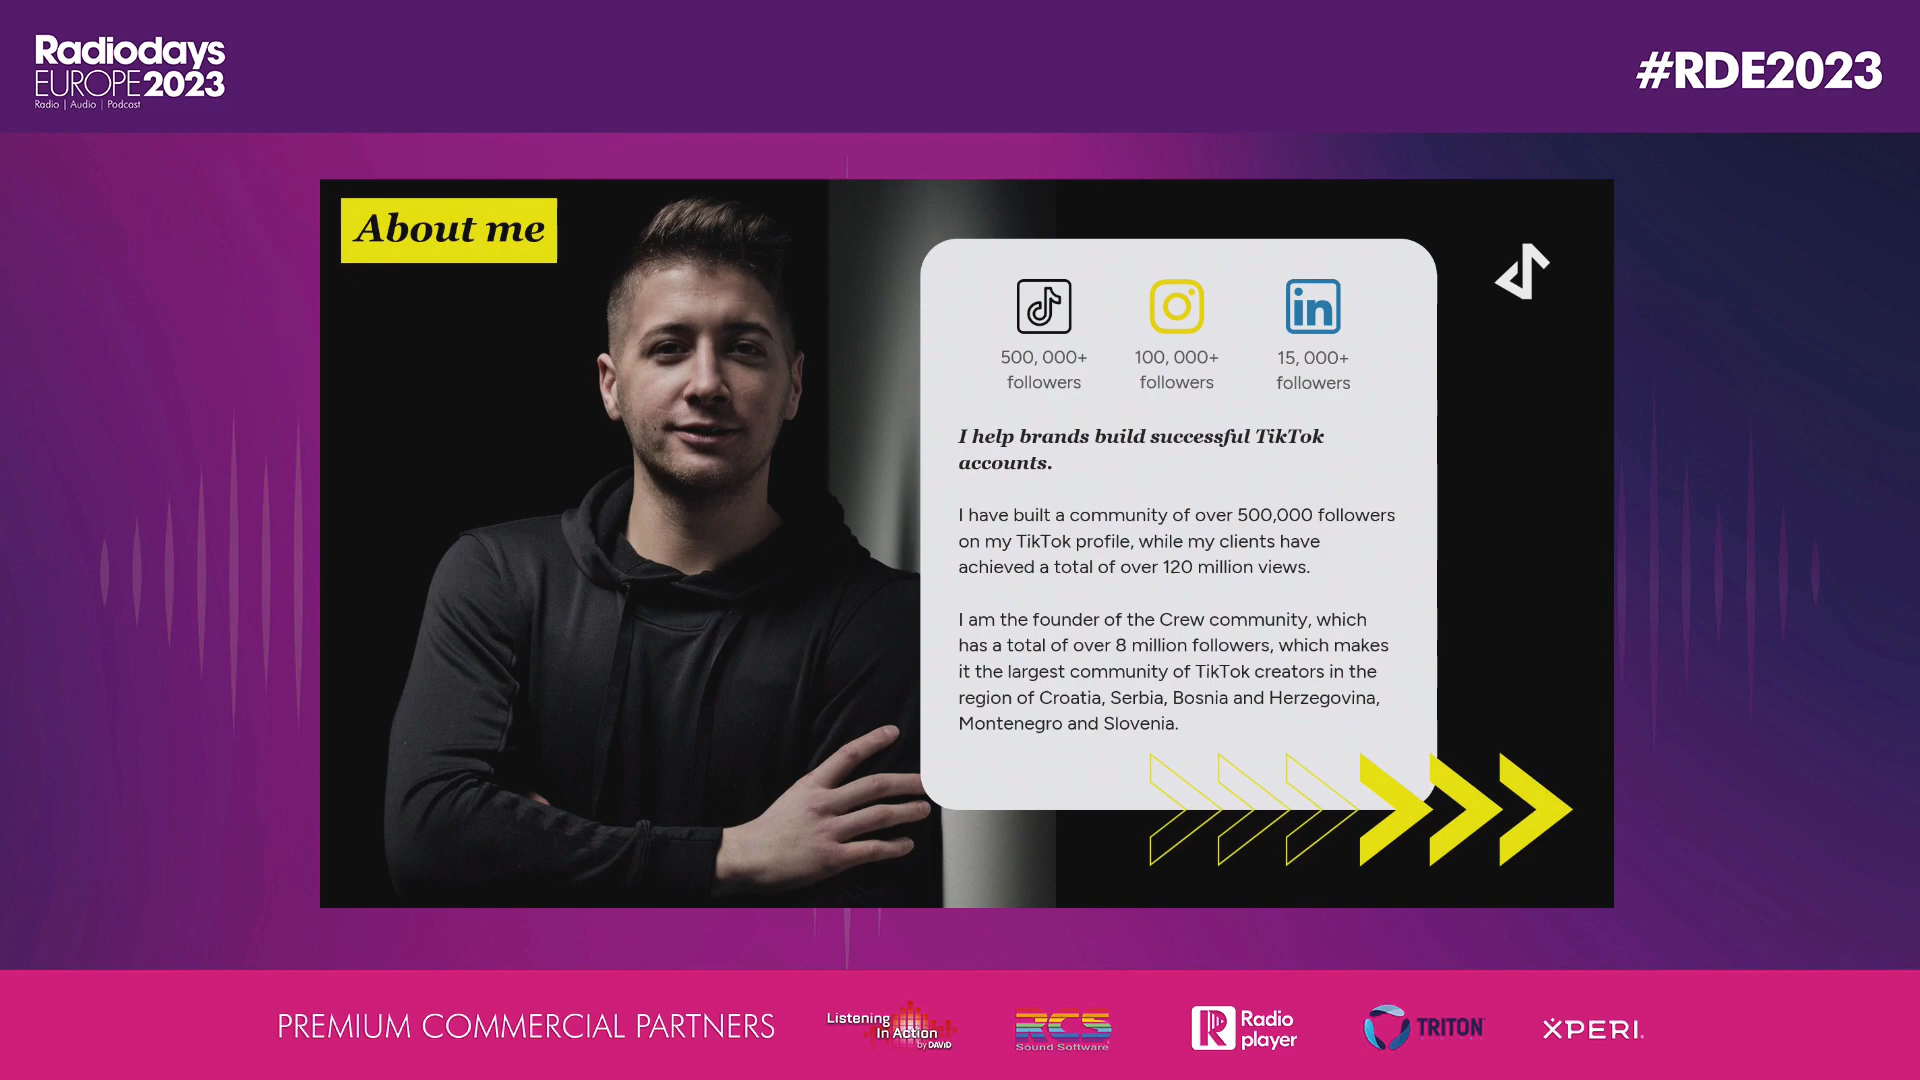 Radiodays
EUROPE 2023
Radio | Audio | Podcast
#RDE2023
About me
500, 000+
followers
100, 000+
followers
15, 000+
followers
I help brands build successful TikTok
accounts.
I have built a community of over 500,000 followers
on my TikTok profile, while my clients have
achieved a total of over 120 million views.
I am the founder of the Crew community, which
has a total of over 8 million followers, which makes
it the largest community of TikTok creators in the
region of Croatia, Serbia, Bosnia and Herzegovina,
Montenegro and Slovenia.
PREMIUM COMMERCIAL PARTNERS
Listening
In Action
by DAVID
RCS
Sound Software
Radio
player
TRITON
XPERI